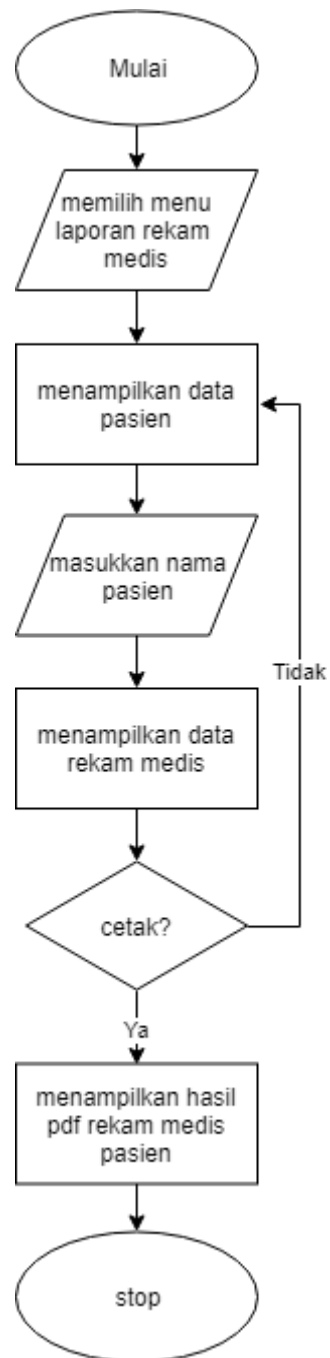 Mulai
memilih menu
laporan rekam
medis
menampilkan data
pasien
masukkan nama
pasien
Tidak
menampilkan data
rekam medis
cetak?
Ya
menampilkan hasil
pdf rekam medis
pasien
stop